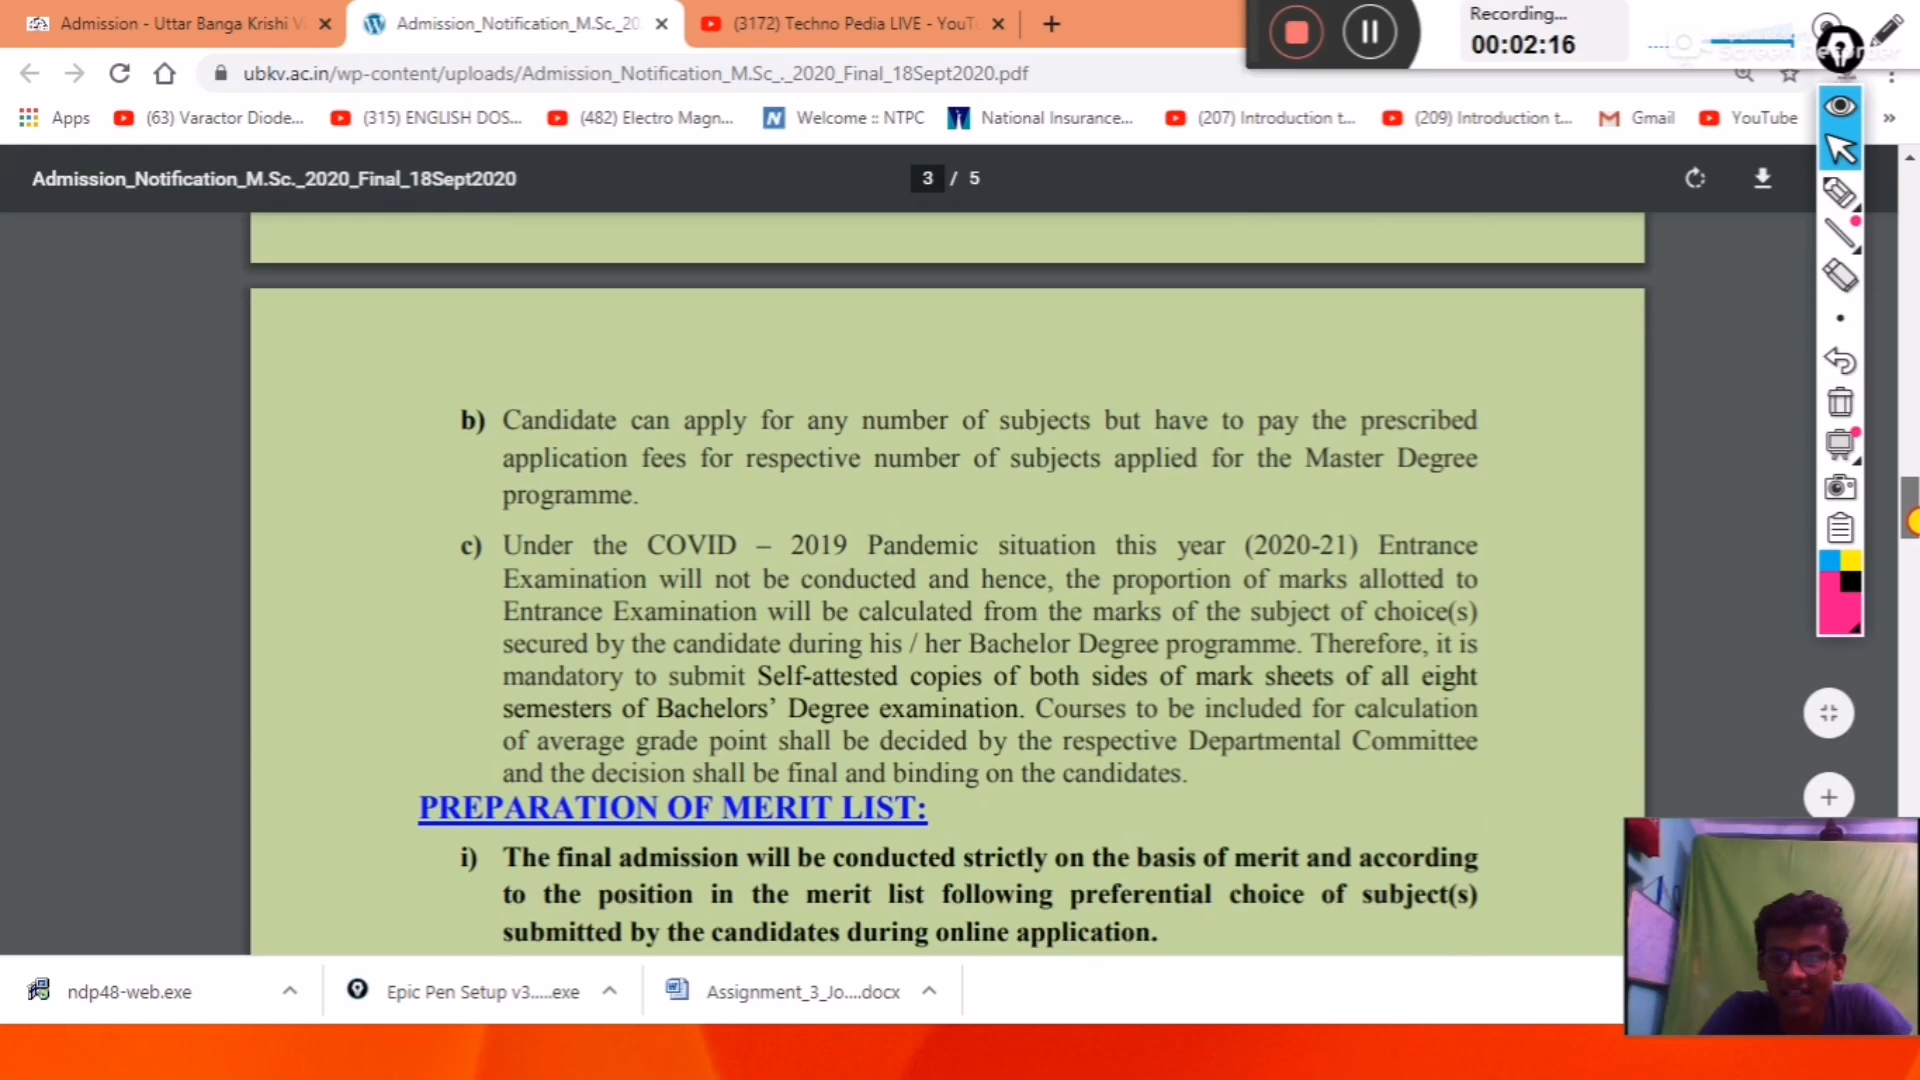 Admission - Uttar Banga Krishi Vi
Admission_Notification_M.Sc._20
(3172) Techno Pedia LIVE - YouT
Recording...
00:02:16
ubkv.ac.in/wp-content/uploads/Admission_Notification_M.Sc_._2020_Final_18Sept2020.pdf
Apps
(63) Varactor Diode...
(315) ENGLISH DOS...
(482) Electro Magn...
Welcome :: NTPC
National Insurance...
(207) Introduction t...
(209) Introduction t...
Gmail
YouTube
Admission_Notification_M.Sc._2020_Final_18Sept2020
3 / 5
b) Candidate can apply for any number of subjects but have to pay the prescribed
application fees for respective number of subjects applied for the Master Degree
programme.
c) Under the COVID – 2019 Pandemic situation this year (2020-21) Entrance
Examination will not be conducted and hence, the proportion of marks allotted to
Entrance Examination will be calculated from the marks of the subject of choice(s)
secured by the candidate during his / her Bachelor Degree programme. Therefore, it is
mandatory to submit Self-attested copies of both sides of mark sheets of all eight
semesters of Bachelors’ Degree examination. Courses to be included for calculation
of average grade point shall be decided by the respective Departmental Committee
and the decision shall be final and binding on the candidates.
PREPARATION OF MERIT LIST:
i) The final admission will be conducted strictly on the basis of merit and according
to the position in the merit list following preferential choice of subject(s)
submitted by the candidates during online application.
ndp48-web.exe
Epic Pen Setup v3.....exe
Assignment_3_Jo....docx